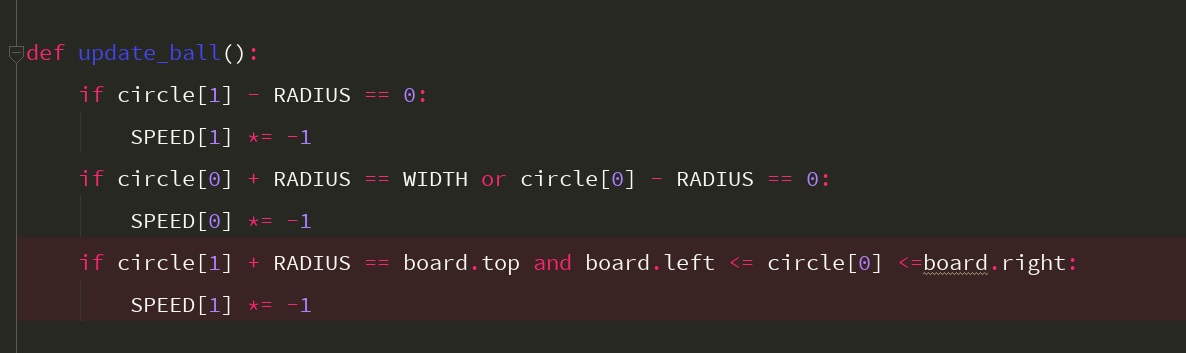 def update_ball():
    if circle[1] - RADIUS == 0:
        SPEED[1] *= -1
    if circle[0] + RADIUS == WIDTH or circle[0] - RADIUS == 0:
        SPEED[0] *= -1
    if circle[1] + RADIUS == board.top and board.left <= circle[0] <=board.right:
        SPEED[1] *= -1